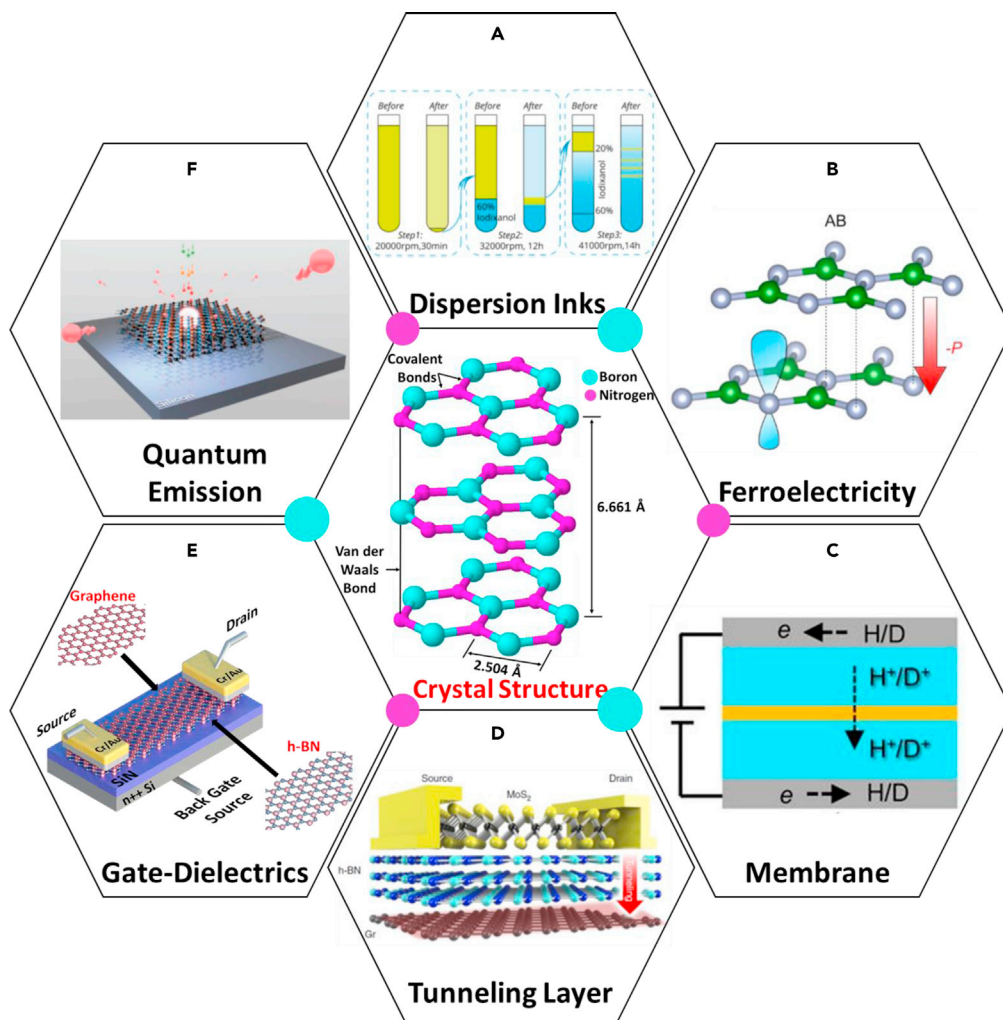 A
Before
After
Before
After
Before
After
20%
Iodixanol
60%
Iodixanol
60%
Step1:
20000rpm,30min
Step2:
32000rpm, 12h
Step3:
41000rpm,14h
Dispersion Inks
B
AB
-P
Ferroelectricity
C
e
H/D
H⁺/D⁺
H⁺/D⁺
e
H/D
Membrane
D
Source
MoS₂
Drain
h-BN
Tunneling
Gr
Tunneling Layer
E
Graphene
Drain
Cr/Au
Source
Cr/Au
SiN
n++ Si
Back Gate
Source
h-BN
Gate-Dielectrics
F
Silicon
Quantum
Emission
Covalent
Bonds
Boron
Nitrogen
6.661 Å
Van der
Waals
Bond
2.504 Å
Crystal Structure